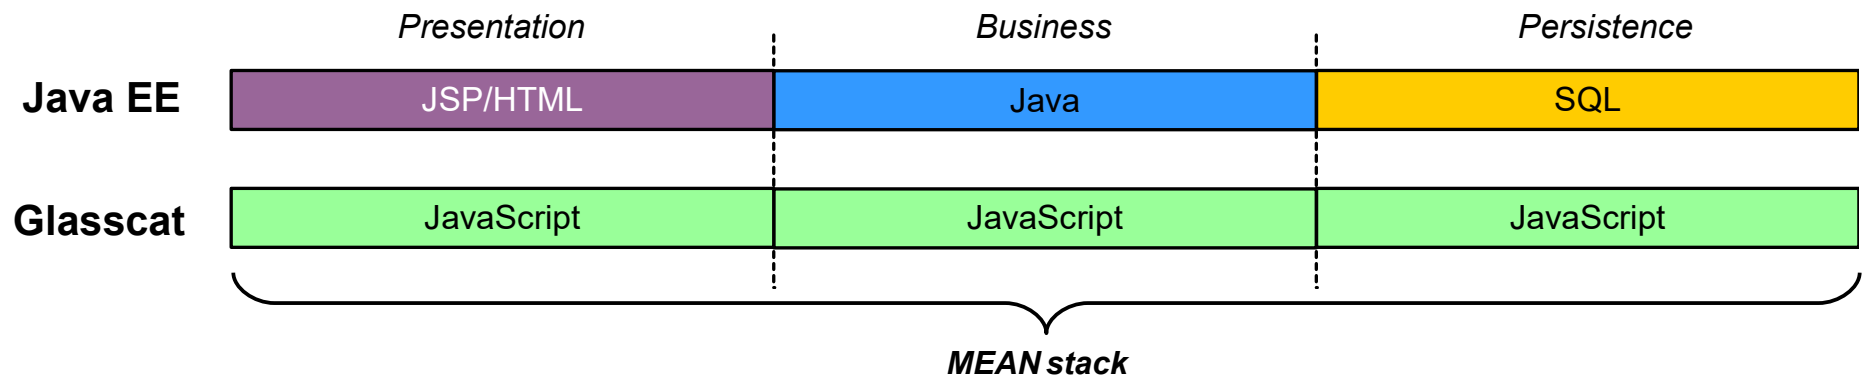 Presentation Business Persistence
Java EE JSP/HTML Java SQL
Glasscat JavaScript JavaScript JavaScript
MEAN stack